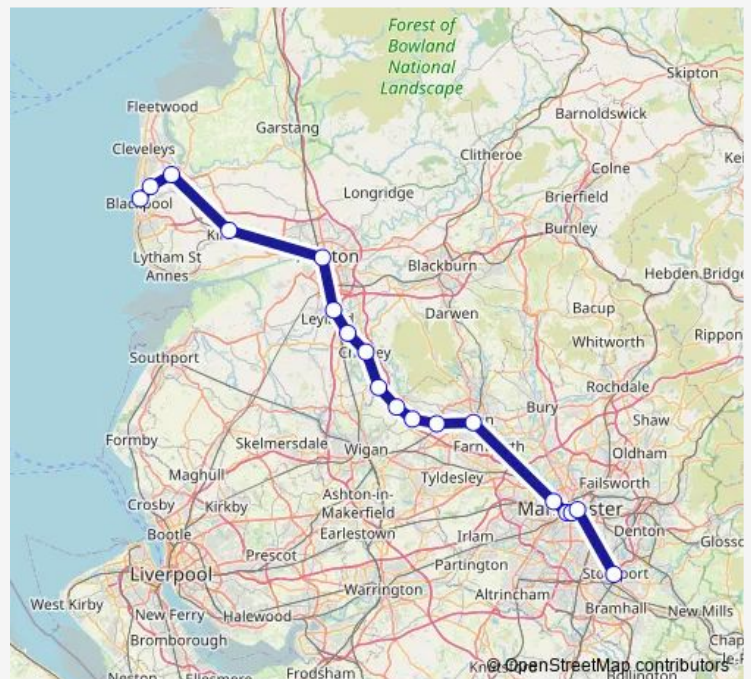 Forest of
Bowland
National
Landscape
Skipton
Fleetwood
Barnoldswick
Garstang
Cleveleys
Clitheroe
Colne
Longridge
Brierfield
Burnley
Lytham St
Annes
Blackburn
Hebden Bridge
Darwen
Bacup
Whitworth
Southport
Rochdale
Bury
Shaw
Formby
Skelmersdale
Wigan
Oldham
Maghull
Tyldesley
Failsworth
Crosby
Kirkby
Ashton-in-
Makerfield
Denton
Bootle
Earlestown
Irlam
Prescot
Partington
Liverpool
Warrington
Altrincham
West Kirby
New Ferry
Halewood
Bramhall
New Mills
Bromborough
Frodsham
© OpenStreetMap contributors